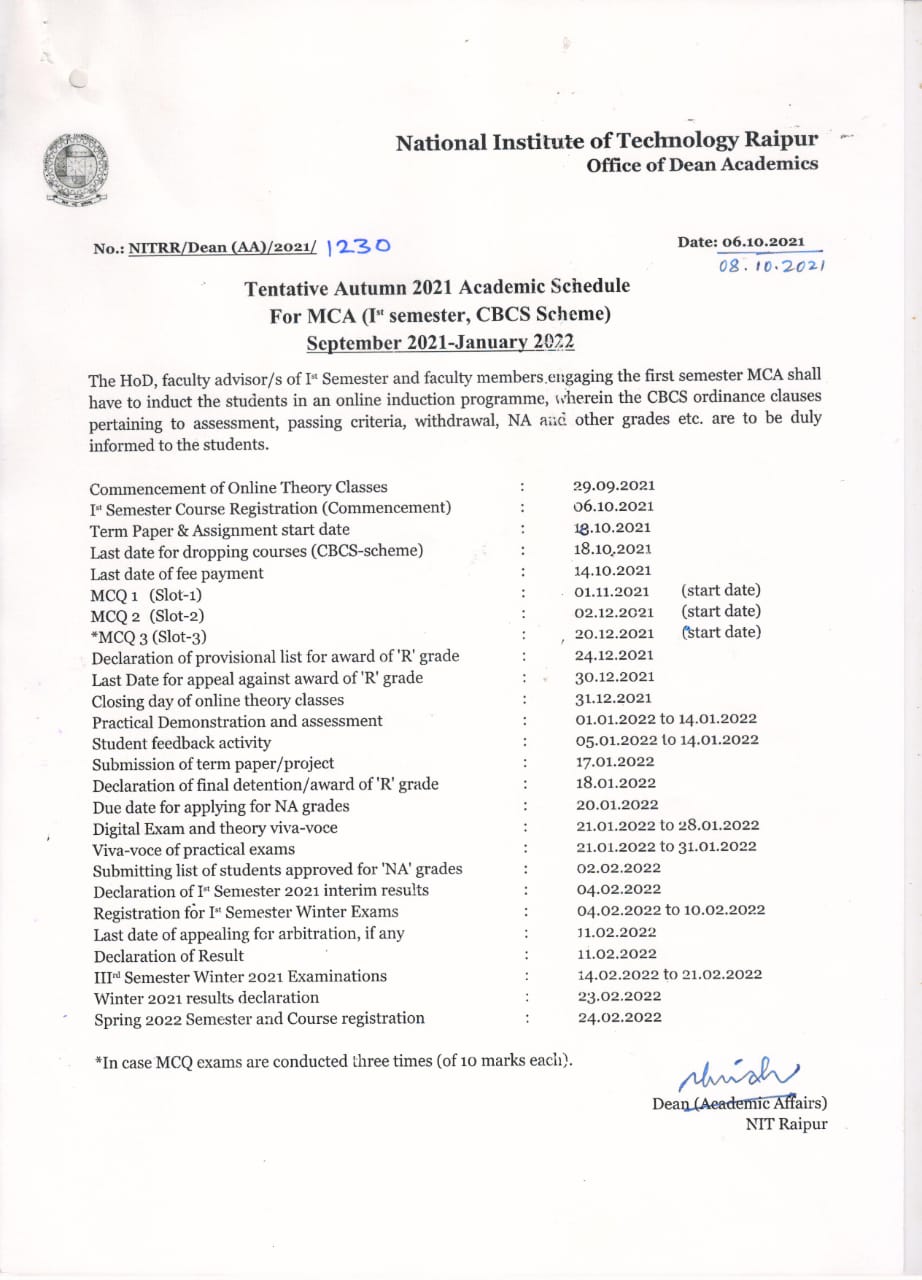 National Institute of Technology Raipur
Office of Dean Academics
No.: NITRR/Dean (AA)/2021/ 1230
Date: 06.10.2021
08.10.2021
Tentative Autumn 2021 Academic Schedule
For MCA (Ist semester, CBCS Scheme)
September 2021-January 2022
The HoD, faculty advisor/s of Ist Semester and faculty members engaging the first semester MCA shall
have to induct the students in an online induction programme, wherein the CBCS ordinance clauses
pertaining to assessment, passing criteria, withdrawal, NA and other grades etc. are to be duly
informed to the students.
Commencement of Online Theory Classes : 29.09.2021
Ist Semester Course Registration (Commencement) : 06.10.2021
Term Paper & Assignment start date : 18.10.2021
Last date for dropping courses (CBCS-scheme) : 18.10.2021
Last date of fee payment : 14.10.2021
MCQ 1 (Slot-1) : 01.11.2021 (start date)
MCQ 2 (Slot-2) : 02.12.2021 (start date)
*MCQ 3 (Slot-3) : 20.12.2021 (start date)
Declaration of provisional list for award of 'R' grade : 24.12.2021
Last Date for appeal against award of 'R' grade : 30.12.2021
Closing day of online theory classes : 31.12.2021
Practical Demonstration and assessment : 01.01.2022 to 14.01.2022
Student feedback activity : 05.01.2022 to 14.01.2022
Submission of term paper/project : 17.01.2022
Declaration of final detention/award of 'R' grade : 18.01.2022
Due date for applying for NA grades : 20.01.2022
Digital Exam and theory viva-voce : 21.01.2022 to 28.01.2022
Viva-voce of practical exams : 21.01.2022 to 31.01.2022
Submitting list of students approved for 'NA' grades : 02.02.2022
Declaration of Ist Semester 2021 interim results : 04.02.2022
Registration for Ist Semester Winter Exams : 04.02.2022 to 10.02.2022
Last date of appealing for arbitration, if any : 11.02.2022
Declaration of Result : 11.02.2022
IIIrd Semester Winter 2021 Examinations : 14.02.2022 to 21.02.2022
Winter 2021 results declaration : 23.02.2022
Spring 2022 Semester and Course registration : 24.02.2022
*In case MCQ exams are conducted three times (of 10 marks each).
Dean (Academic Affairs)
NIT Raipur